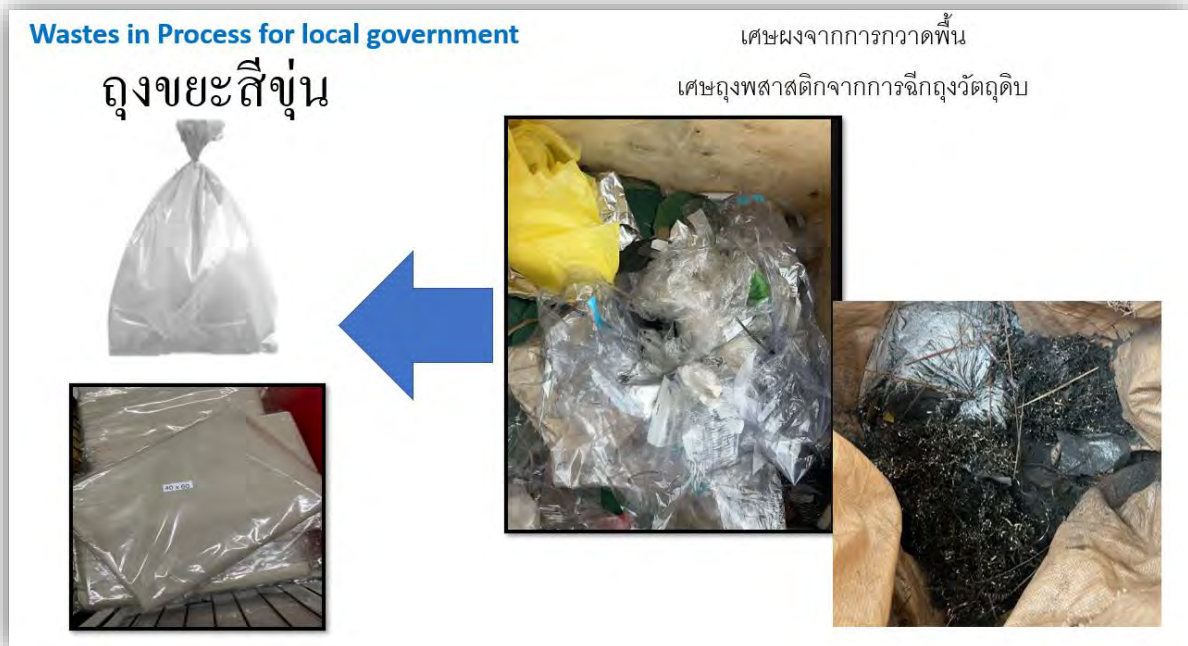 Wastes in Process for local government
ถุงขยะสีขุ่น
เศษผงจากการกวาดพื้น
เศษถุงพลาสติกจากการฉีกถุงวัตถุดิบ
40 x 60